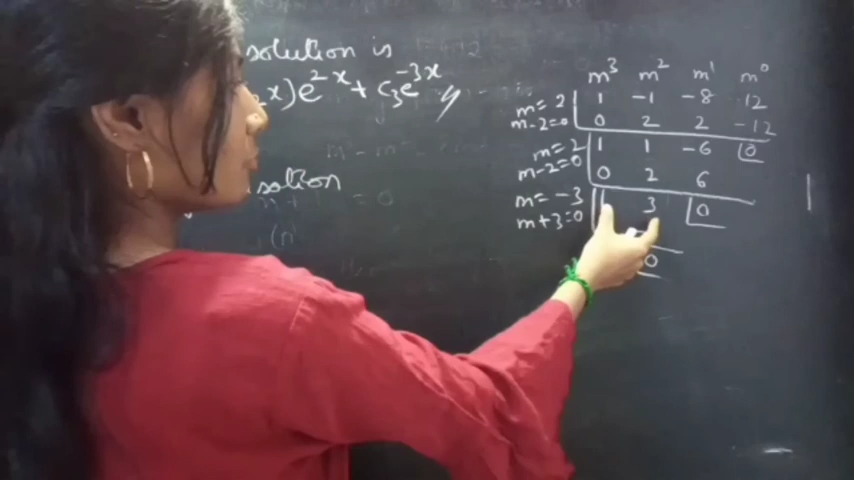 solution is
x)e^2x + c₃e^-3x //
solution
m³ m² m¹ m⁰
m=2 1 -1 -8 12
m-2=0 0 2 2 -12
m=2 1 1 -6 0
m-2=0 0 2 6
m=-3 1 3 0
m+3=0
0